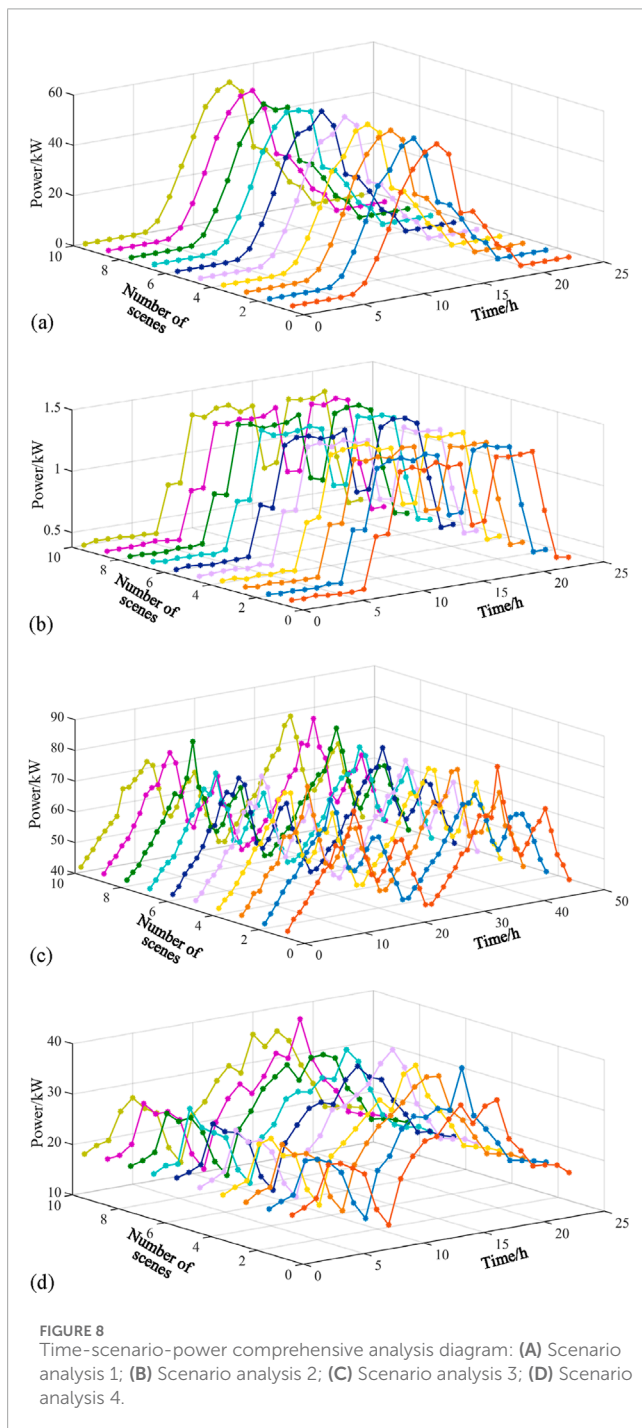 60
40
20
0
Power/kW
10
8
6
4
2
0
Number of
scenes
0
5
10
15
20
25
Time/h
(a)
1.5
1
0.5
Power/kW
10
8
6
4
2
0
Number of
scenes
0
5
10
15
20
25
Time/h
(b)
90
80
70
60
50
40
Power/kW
10
8
6
4
2
0
Number of
scenes
0
10
20
30
40
50
Time/h
(c)
40
30
20
10
Power/kW
10
8
6
4
2
0
Number of
scenes
0
5
10
15
20
25
Time/h
(d)
FIGURE 8
Time-scenario-power comprehensive analysis diagram: (A) Scenario
analysis 1; (B) Scenario analysis 2; (C) Scenario analysis 3; (D) Scenario
analysis 4.